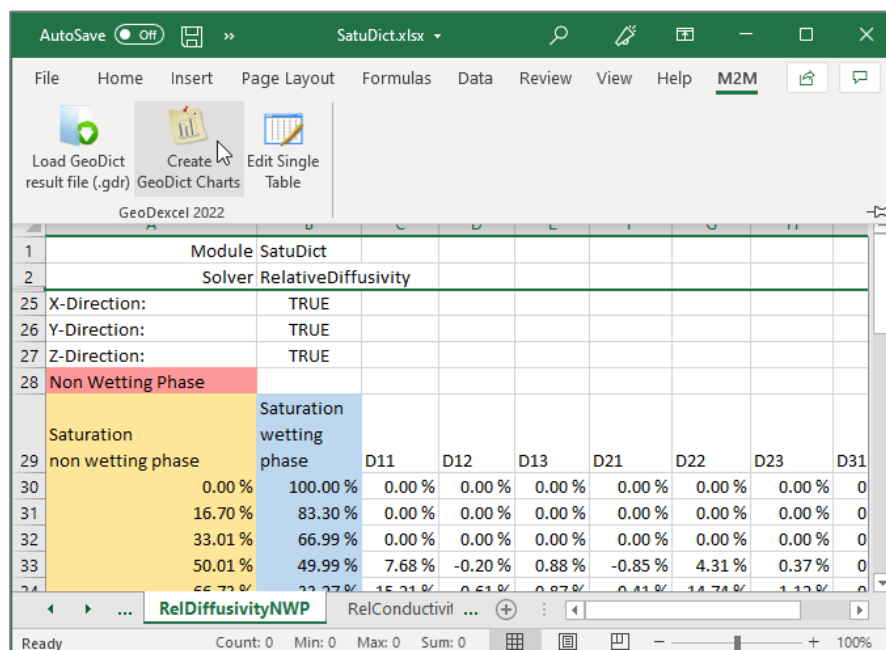 AutoSave Off » SatuDict.xlsx
File Home Insert Page Layout Formulas Data Review View Help M2M
Load GeoDict Create Edit Single
result file (.gdr) GeoDict Charts Table
GeoDexcel 2022
1 Module SatuDict
2 Solver RelativeDiffusivity
25 X-Direction: TRUE
26 Y-Direction: TRUE
27 Z-Direction: TRUE
28 Non Wetting Phase
Saturation
Saturation wetting
29 non wetting phase phase D11 D12 D13 D21 D22 D23 D31
30 0.00 % 100.00 % 0.00 % 0.00 % 0.00 % 0.00 % 0.00 % 0.00 % 0
31 16.70 % 83.30 % 0.00 % 0.00 % 0.00 % 0.00 % 0.00 % 0.00 % 0
32 33.01 % 66.99 % 0.00 % 0.00 % 0.00 % 0.00 % 0.00 % 0.00 % 0
33 50.01 % 49.99 % 7.68 % -0.20 % 0.88 % -0.85 % 4.31 % 0.37 % 0
... RelDiffusivityNWP RelConductivit ...
Ready Count: 0 Min: 0 Max: 0 Sum: 0 100%